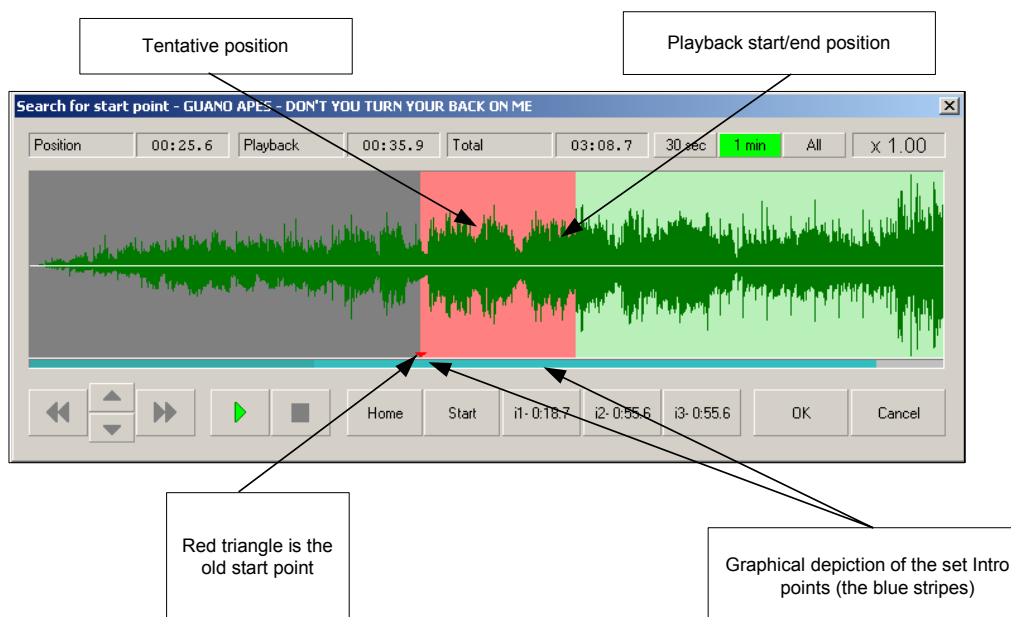 Tentative position
Playback start/end position
Search for start point - GUANO APES - DON'T YOU TURN YOUR BACK ON ME
Position 00:25.6 Playback 00:35.9 Total 03:08.7 30 sec 1 min All x 1.00
Home Start i1- 0:18.7 i2- 0:55.6 i3- 0:55.6 OK Cancel
Red triangle is the
old start point
Graphical depiction of the set Intro
points (the blue stripes)